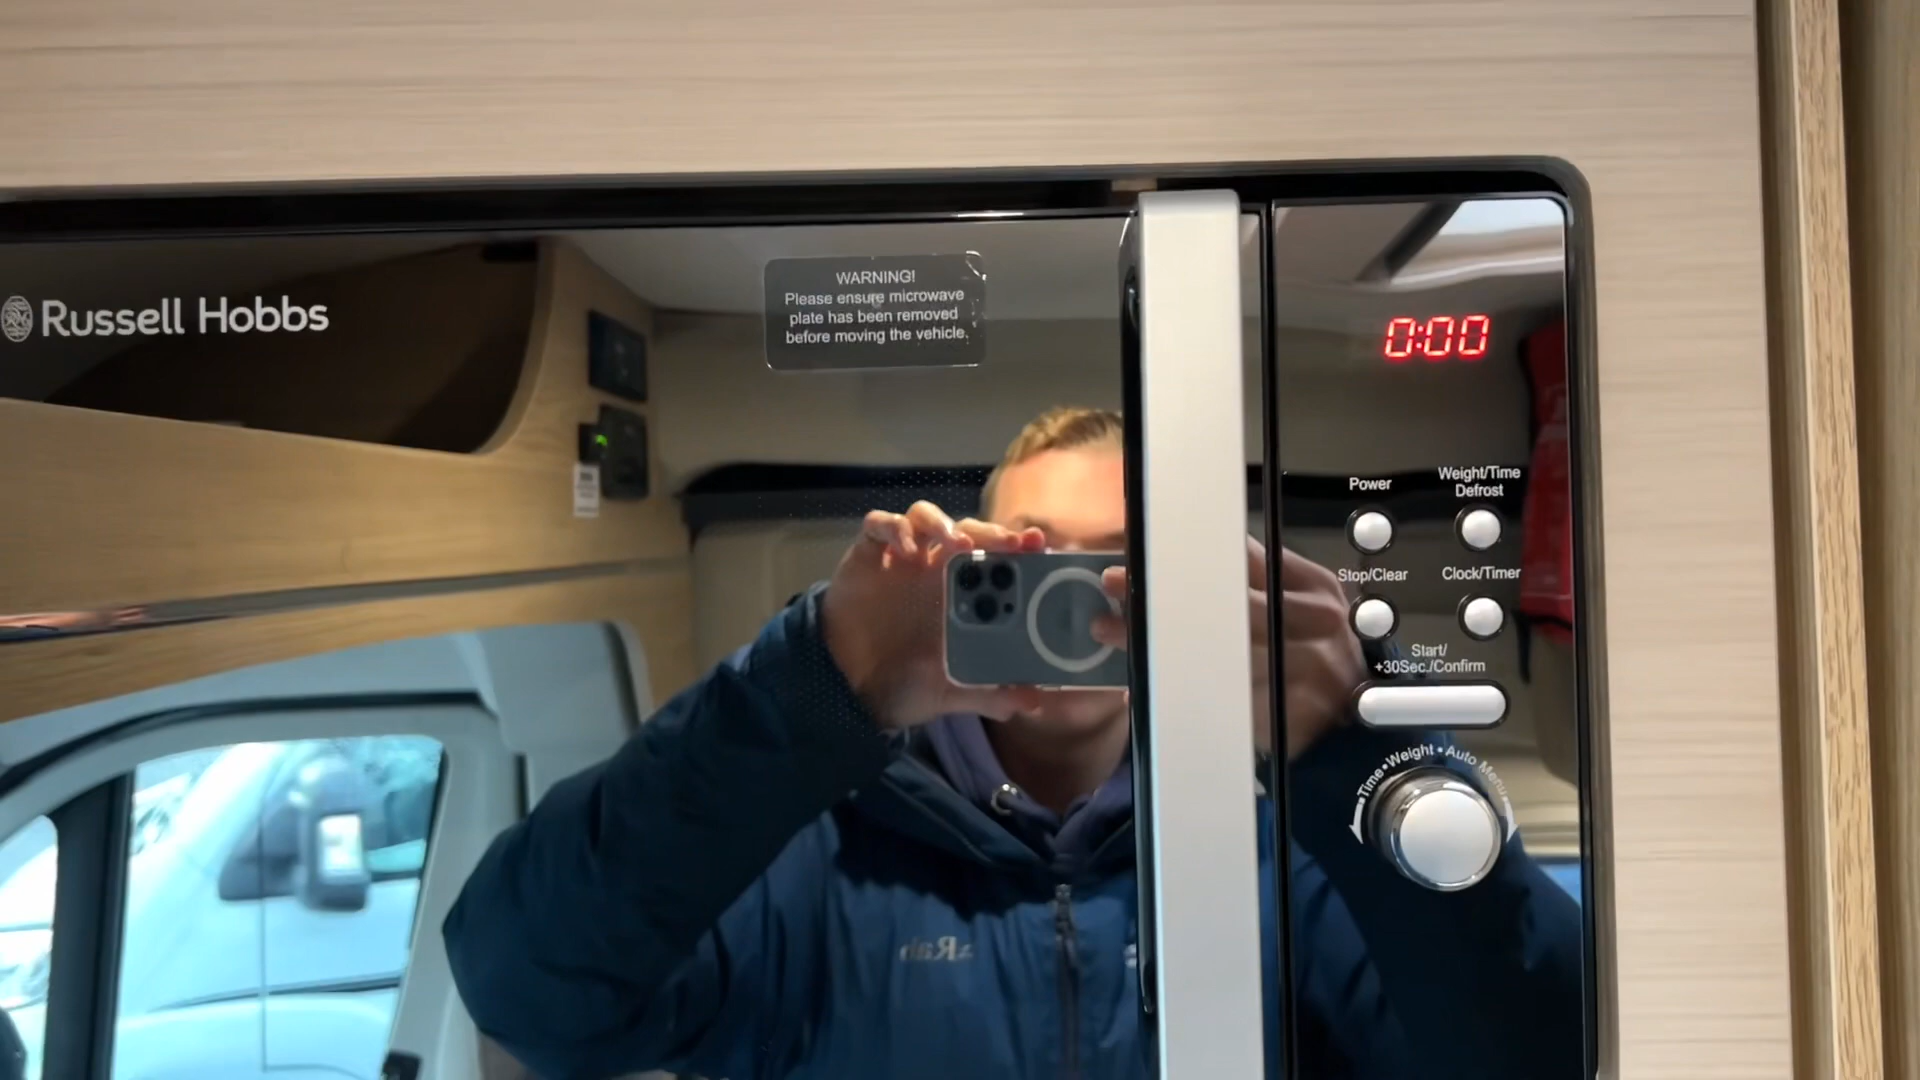 Russell Hobbs
WARNING!
Please ensure microwave
plate has been removed
before moving the vehicle.
0:00
Power
Weight/Time
Defrost
Stop/Clear
Clock/Timer
Start/
+30Sec./Confirm
Time•Weight•Auto Menu
Rab